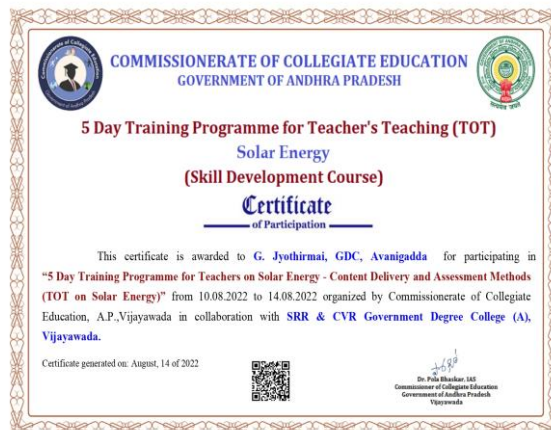 COMMISSIONERATE OF COLLEGIATE EDUCATION
GOVERNMENT OF ANDHRA PRADESH
5 Day Training Programme for Teacher's Teaching (TOT)
Solar Energy
(Skill Development Course)
Certificate
of Participation
This certificate is awarded to G. Jyothirmai, GDC, Avanigadda for participating in
“5 Day Training Programme for Teachers on Solar Energy - Content Delivery and Assessment Methods
(TOT on Solar Energy)” from 10.08.2022 to 14.08.2022 organized by Commissionerate of Collegiate
Education, A.P.,Vijayawada in collaboration with SRR & CVR Government Degree College (A),
Vijayawada.
Certificate generated on: August, 14 of 2022
Dr. Pola Bhaskar, IAS
Commissioner of Collegiate Education
Government of Andhra Pradesh
Vijayawada